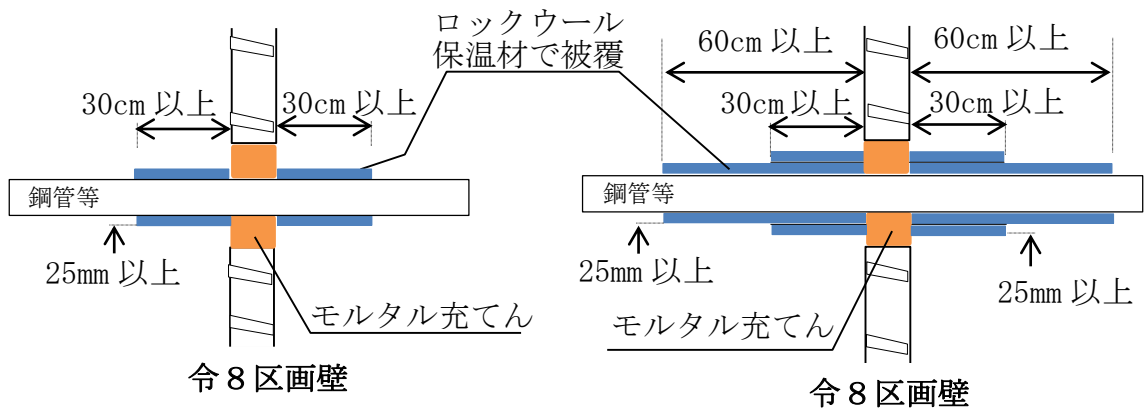 ロックウール
保温材で被覆
30cm 以上
30cm 以上
鋼管等
25mm 以上
モルタル充てん
令８区画壁
60cm 以上
60cm 以上
30cm 以上
30cm 以上
鋼管等
25mm 以上
25mm 以上
モルタル充てん
令８区画壁